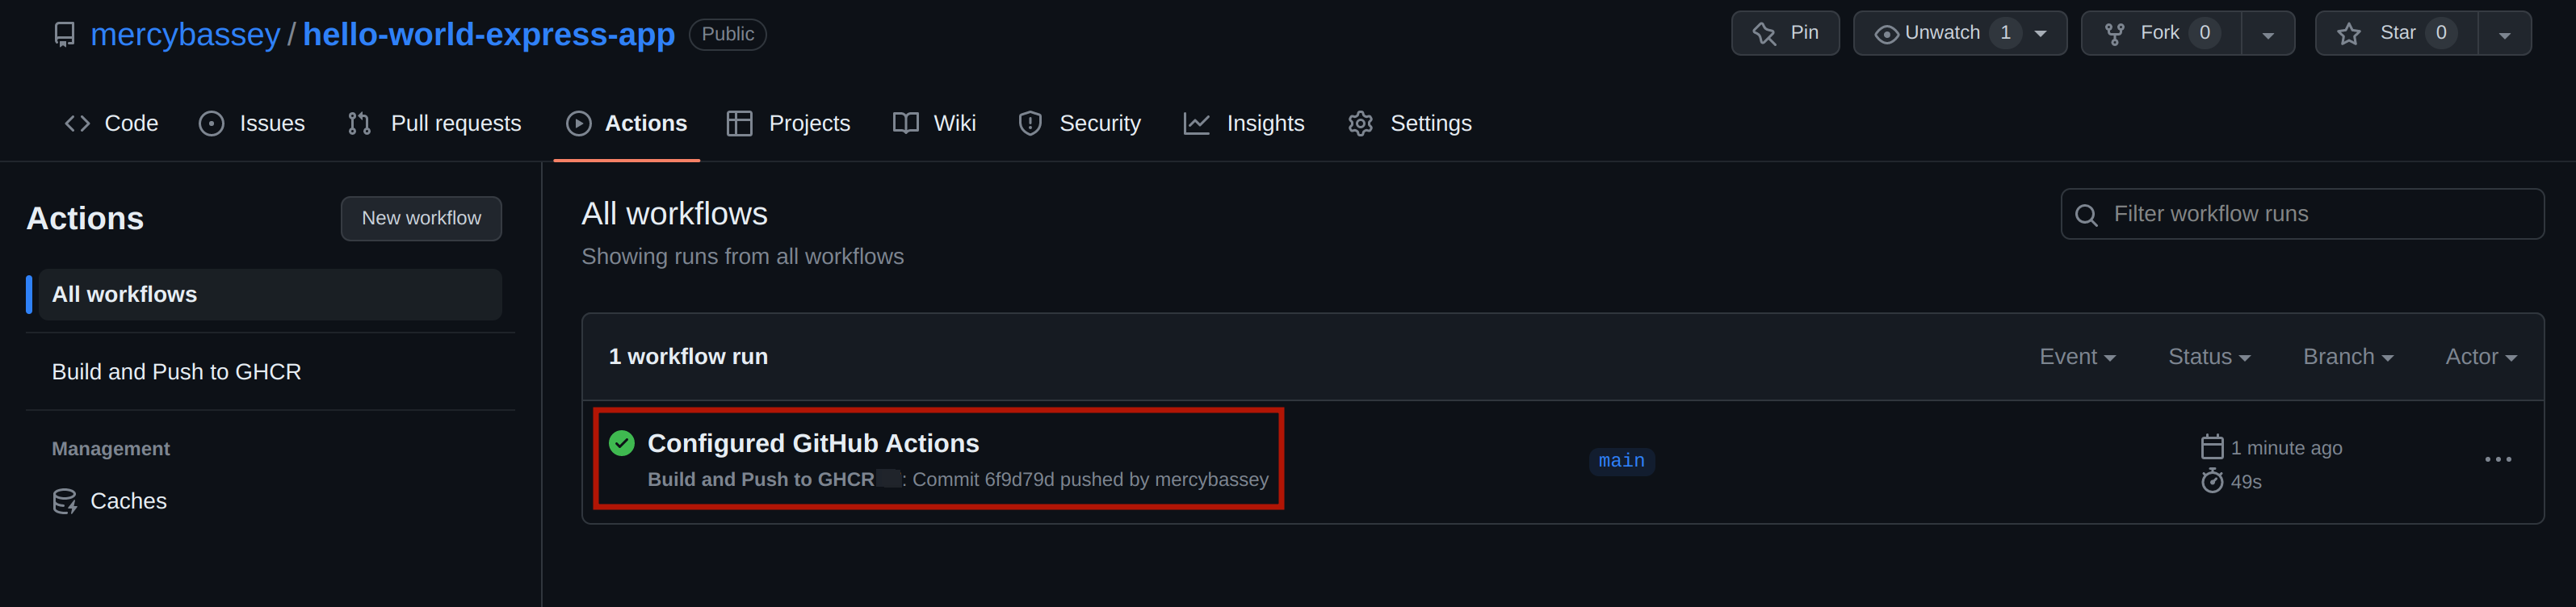 mercybassey / hello-world-express-app Public
Pin Unwatch 1 Fork 0 Star 0
Code Issues Pull requests Actions Projects Wiki Security Insights Settings
Actions New workflow
All workflows
Build and Push to GHCR
Management
Caches
All workflows
Showing runs from all workflows
Filter workflow runs
1 workflow run Event Status Branch Actor
Configured GitHub Actions
Build and Push to GHCR : Commit 6f9d79d pushed by mercybassey
main
1 minute ago
49s